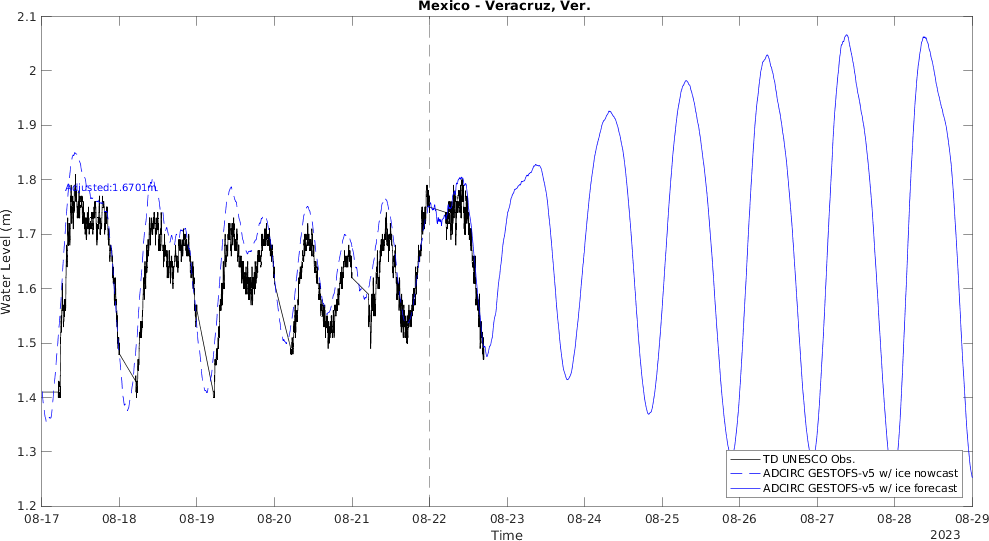 Mexico - Veracruz, Ver.
2.1
2
1.9
1.8
1.7
1.6
1.5
1.4
1.3
1.2
Water Level (m)
Adjusted:1.6701m
TD UNESCO Obs.
ADCIRC GESTOFS-v5 w/ ice nowcast
ADCIRC GESTOFS-v5 w/ ice forecast
08-17 08-18 08-19 08-20 08-21 08-22 08-23 08-24 08-25 08-26 08-27 08-28 08-29
Time
2023